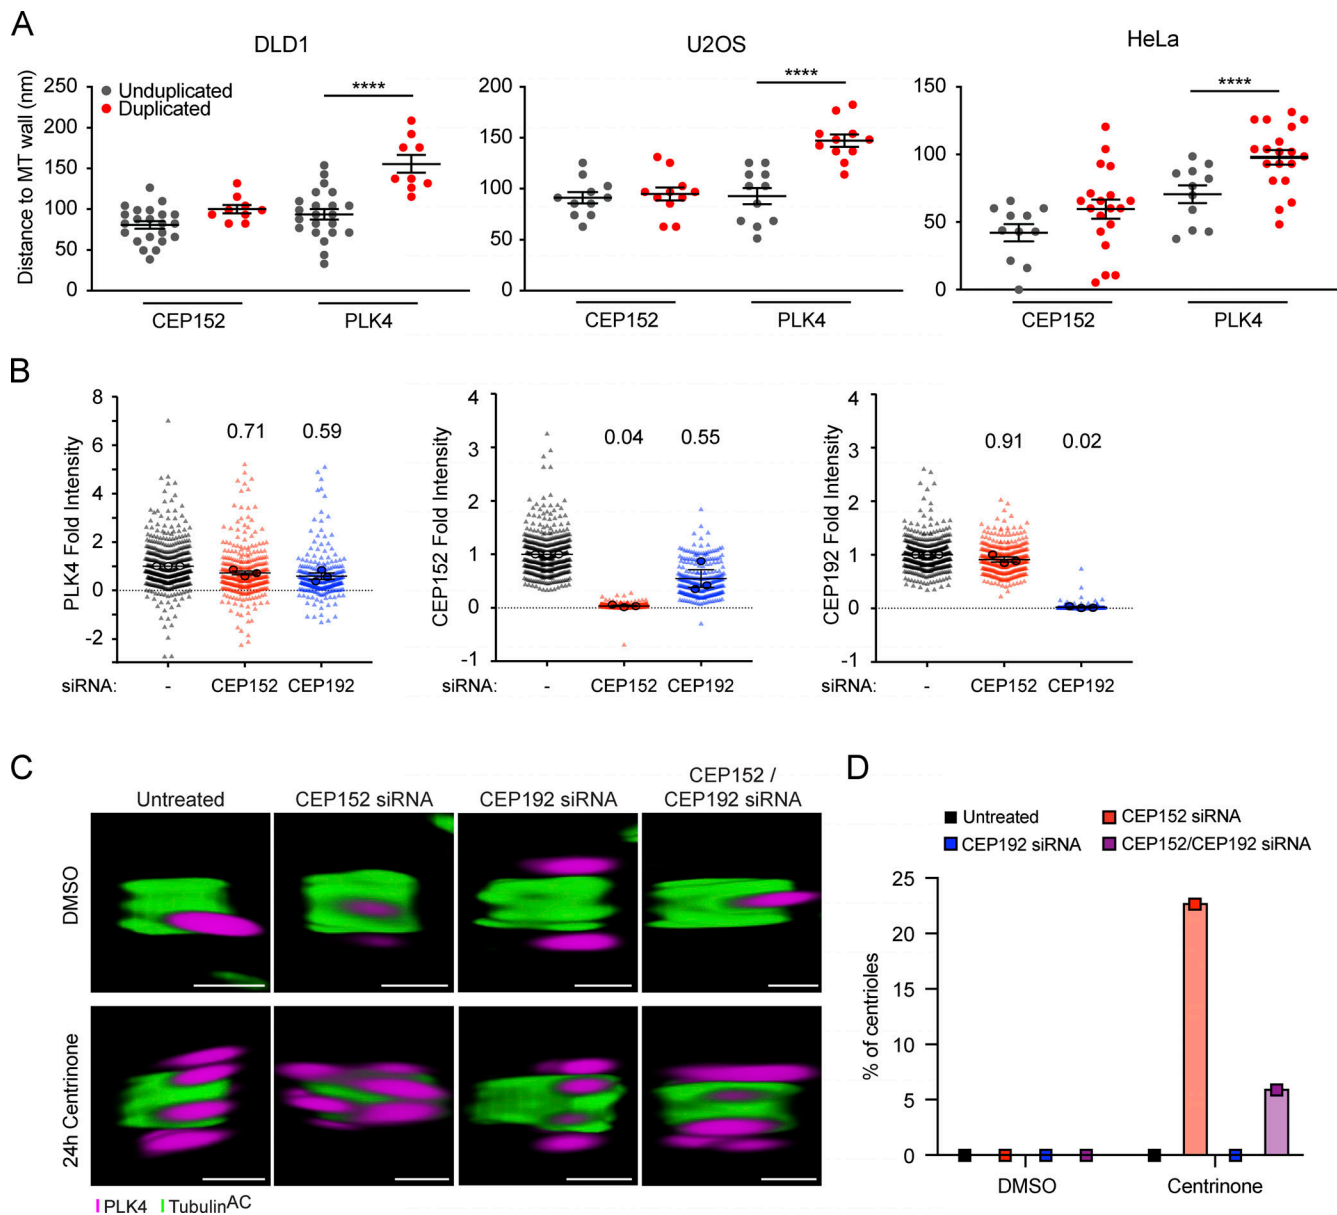 A
DLD1
U2OS
HeLa
Distance to MT wall (nm)
250
200
150
100
50
0
Unduplicated
Duplicated
****
CEP152
PLK4
200
150
100
50
0
****
CEP152
PLK4
150
100
50
0
****
CEP152
PLK4
B
PLK4 Fold Intensity
8
6
4
2
0
-2
0.71
0.59
siRNA:
-
CEP152
CEP192
CEP152 Fold Intensity
4
3
2
1
0
-1
0.04
0.55
siRNA:
-
CEP152
CEP192
CEP192 Fold Intensity
4
3
2
1
0
-1
0.91
0.02
siRNA:
-
CEP152
CEP192
C
Untreated
CEP152 siRNA
CEP192 siRNA
CEP152 /
CEP192 siRNA
DMSO
24h Centrinone
PLK4
TubulinAC
D
Untreated
CEP152 siRNA
CEP192 siRNA
CEP152/CEP192 siRNA
% of centrioles
25
20
15
10
5
0
DMSO
Centrinone